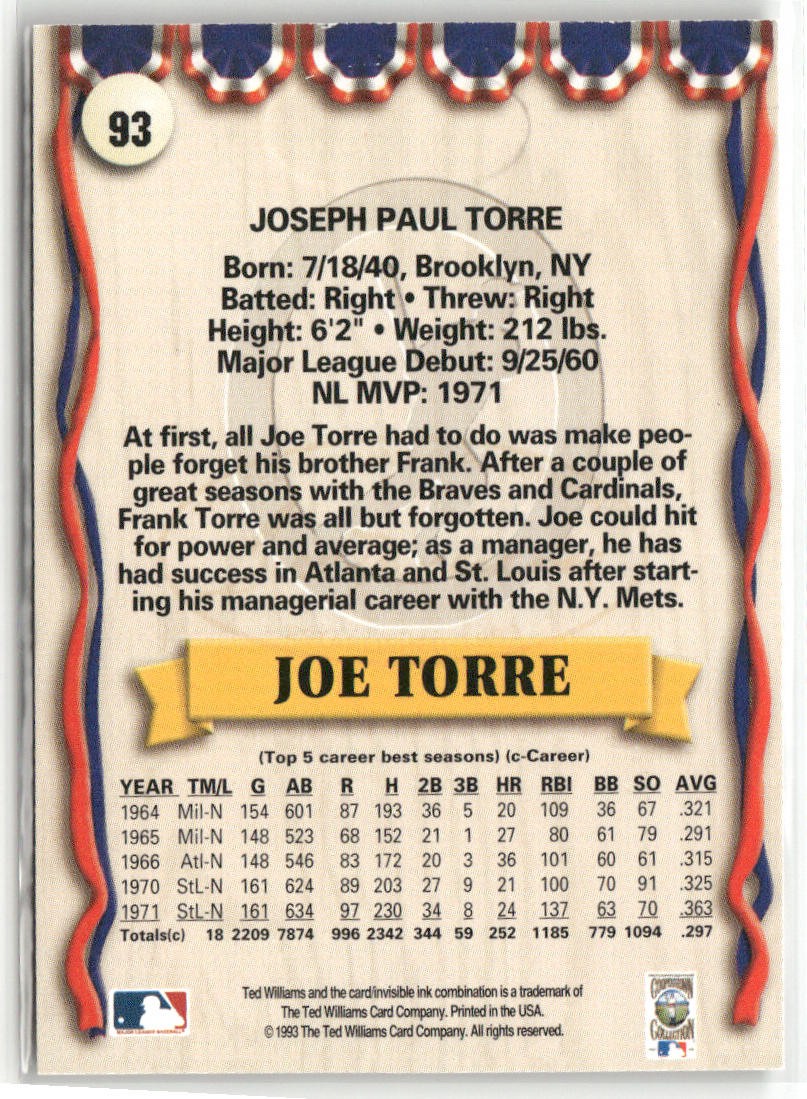 93
JOSEPH PAUL TORRE
Born: 7/18/40, Brooklyn, NY
Batted: Right • Threw: Right
Height: 6'2" • Weight: 212 lbs.
Major League Debut: 9/25/60
NL MVP: 1971
At first, all Joe Torre had to do was make peo-
ple forget his brother Frank. After a couple of
great seasons with the Braves and Cardinals,
Frank Torre was all but forgotten. Joe could hit
for power and average; as a manager, he has
had success in Atlanta and St. Louis after start-
ing his managerial career with the N.Y. Mets.
JOE TORRE
(Top 5 career best seasons) (c-Career)
YEAR TM/L G AB R H 2B 3B HR RBI BB SO AVG
1964 Mil-N 154 601 87 193 36 5 20 109 36 67 .321
1965 Mil-N 148 523 68 152 21 1 27 80 61 79 .291
1966 Atl-N 148 546 83 172 20 3 36 101 60 61 .315
1970 StL-N 161 624 89 203 27 9 21 100 70 91 .325
1971 StL-N 161 634 97 230 34 8 24 137 63 70 .363
Totals(c) 18 2209 7874 996 2342 344 59 252 1185 779 1094 .297
Ted Williams and the card/invisible ink combination is a trademark of
The Ted Williams Card Company. Printed in the USA.
© 1993 The Ted Williams Card Company. All rights reserved.
MAJOR LEAGUE BASEBALL
COOPERSTOWN
COLLECTION